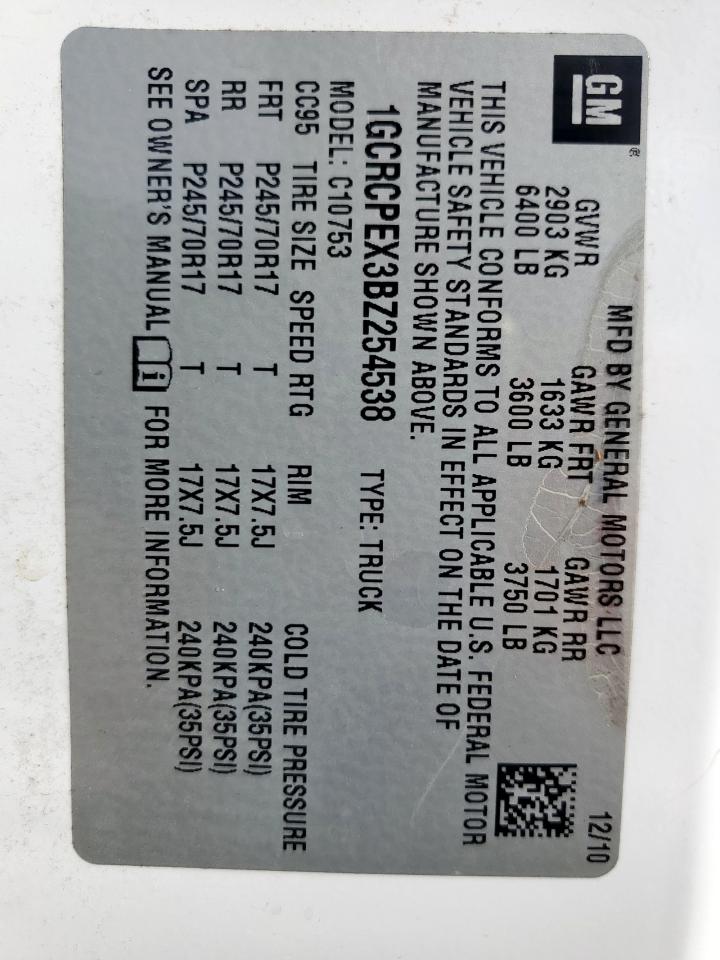 GM®
MFD BY GENERAL MOTORS LLC 12/10
GVWR GAWR FRT GAWR RR
2903 KG 1633 KG 1701 KG
6400 LB 3600 LB 3750 LB
THIS VEHICLE CONFORMS TO ALL APPLICABLE U.S. FEDERAL MOTOR
VEHICLE SAFETY STANDARDS IN EFFECT ON THE DATE OF
MANUFACTURE SHOWN ABOVE.
1GCRCPEX3BZ254538 TYPE: TRUCK
MODEL: C10753
CC95 TIRE SIZE SPEED RTG RIM COLD TIRE PRESSURE
FRT P245/70R17 T 17X7.5J 240KPA(35PSI)
RR P245/70R17 T 17X7.5J 240KPA(35PSI)
SPA P245/70R17 T 17X7.5J 240KPA(35PSI)
SEE OWNER'S MANUAL i FOR MORE INFORMATION.